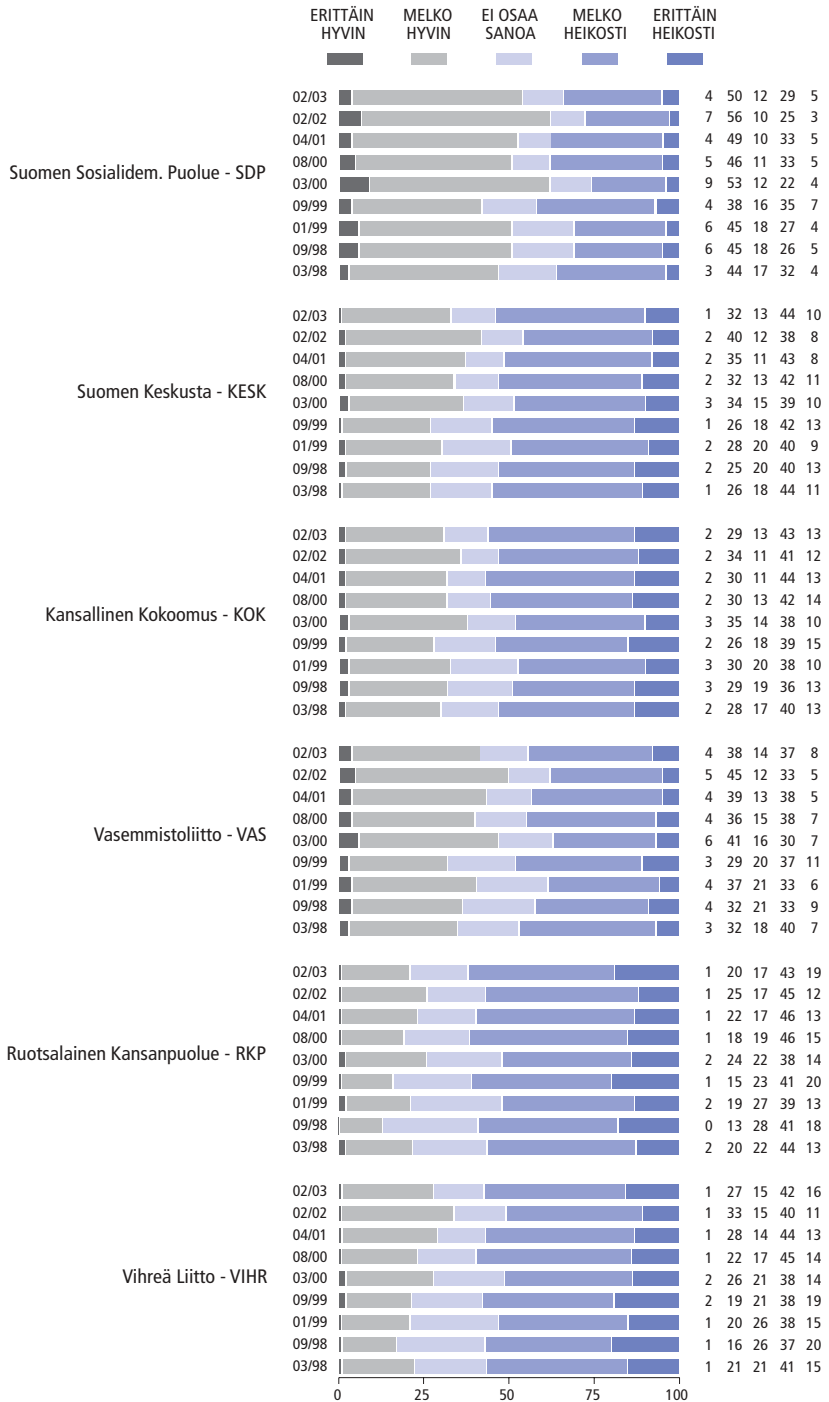 ERITTÄIN HYVIN MELKO HYVIN EI OSAA SANOA MELKO HEIKOSTI ERITTÄIN HEIKOSTI
Suomen Sosialidem. Puolue - SDP
02/03 4 50 12 29 5
02/02 7 56 10 25 3
04/01 4 49 10 33 5
08/00 5 46 11 33 5
03/00 9 53 12 22 4
09/99 4 38 16 35 7
01/99 6 45 18 27 4
09/98 6 45 18 26 5
03/98 3 44 17 32 4
Suomen Keskusta - KESK
02/03 1 32 13 44 10
02/02 2 40 12 38 8
04/01 2 35 11 43 8
08/00 2 32 13 42 11
03/00 3 34 15 39 10
09/99 1 26 18 42 13
01/99 2 28 20 40 9
09/98 2 25 20 40 13
03/98 1 26 18 44 11
Kansallinen Kokoomus - KOK
02/03 2 29 13 43 13
02/02 2 34 11 41 12
04/01 2 30 11 44 13
08/00 2 30 13 42 14
03/00 3 35 14 38 10
09/99 2 26 18 39 15
01/99 3 30 20 38 10
09/98 3 29 19 36 13
03/98 2 28 17 40 13
Vasemmistoliitto - VAS
02/03 4 38 14 37 8
02/02 5 45 12 33 5
04/01 4 39 13 38 5
08/00 4 36 15 38 7
03/00 6 41 16 30 7
09/99 3 29 20 37 11
01/99 4 37 21 33 6
09/98 4 32 21 33 9
03/98 3 32 18 40 7
Ruotsalainen Kansanpuolue - RKP
02/03 1 20 17 43 19
02/02 1 25 17 45 12
04/01 1 22 17 46 13
08/00 1 18 19 46 15
03/00 2 24 22 38 14
09/99 1 15 23 41 20
01/99 2 19 27 39 13
09/98 0 13 28 41 18
03/98 2 20 22 44 13
Vihreä Liitto - VIHR
02/03 1 27 15 42 16
02/02 1 33 15 40 11
04/01 1 28 14 44 13
08/00 1 22 17 45 14
03/00 2 26 21 38 14
09/99 2 19 21 38 19
01/99 1 20 26 38 15
09/98 1 16 26 37 20
03/98 1 21 21 41 15
0 25 50 75 100